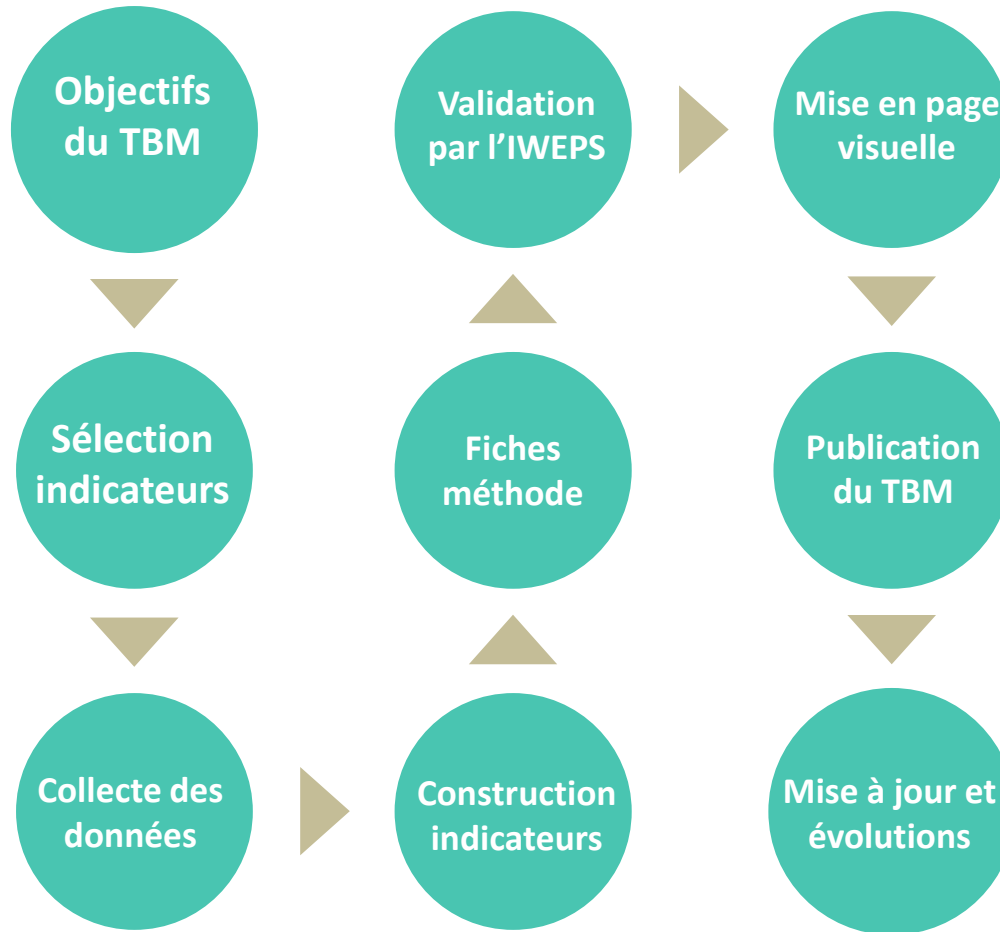 Objectifs
du TBM
Sélection
indicateurs
Collecte des
données
Construction
indicateurs
Fiches
méthode
Validation
par l’IWEPS
Mise en page
visuelle
Publication
du TBM
Mise à jour et
évolutions